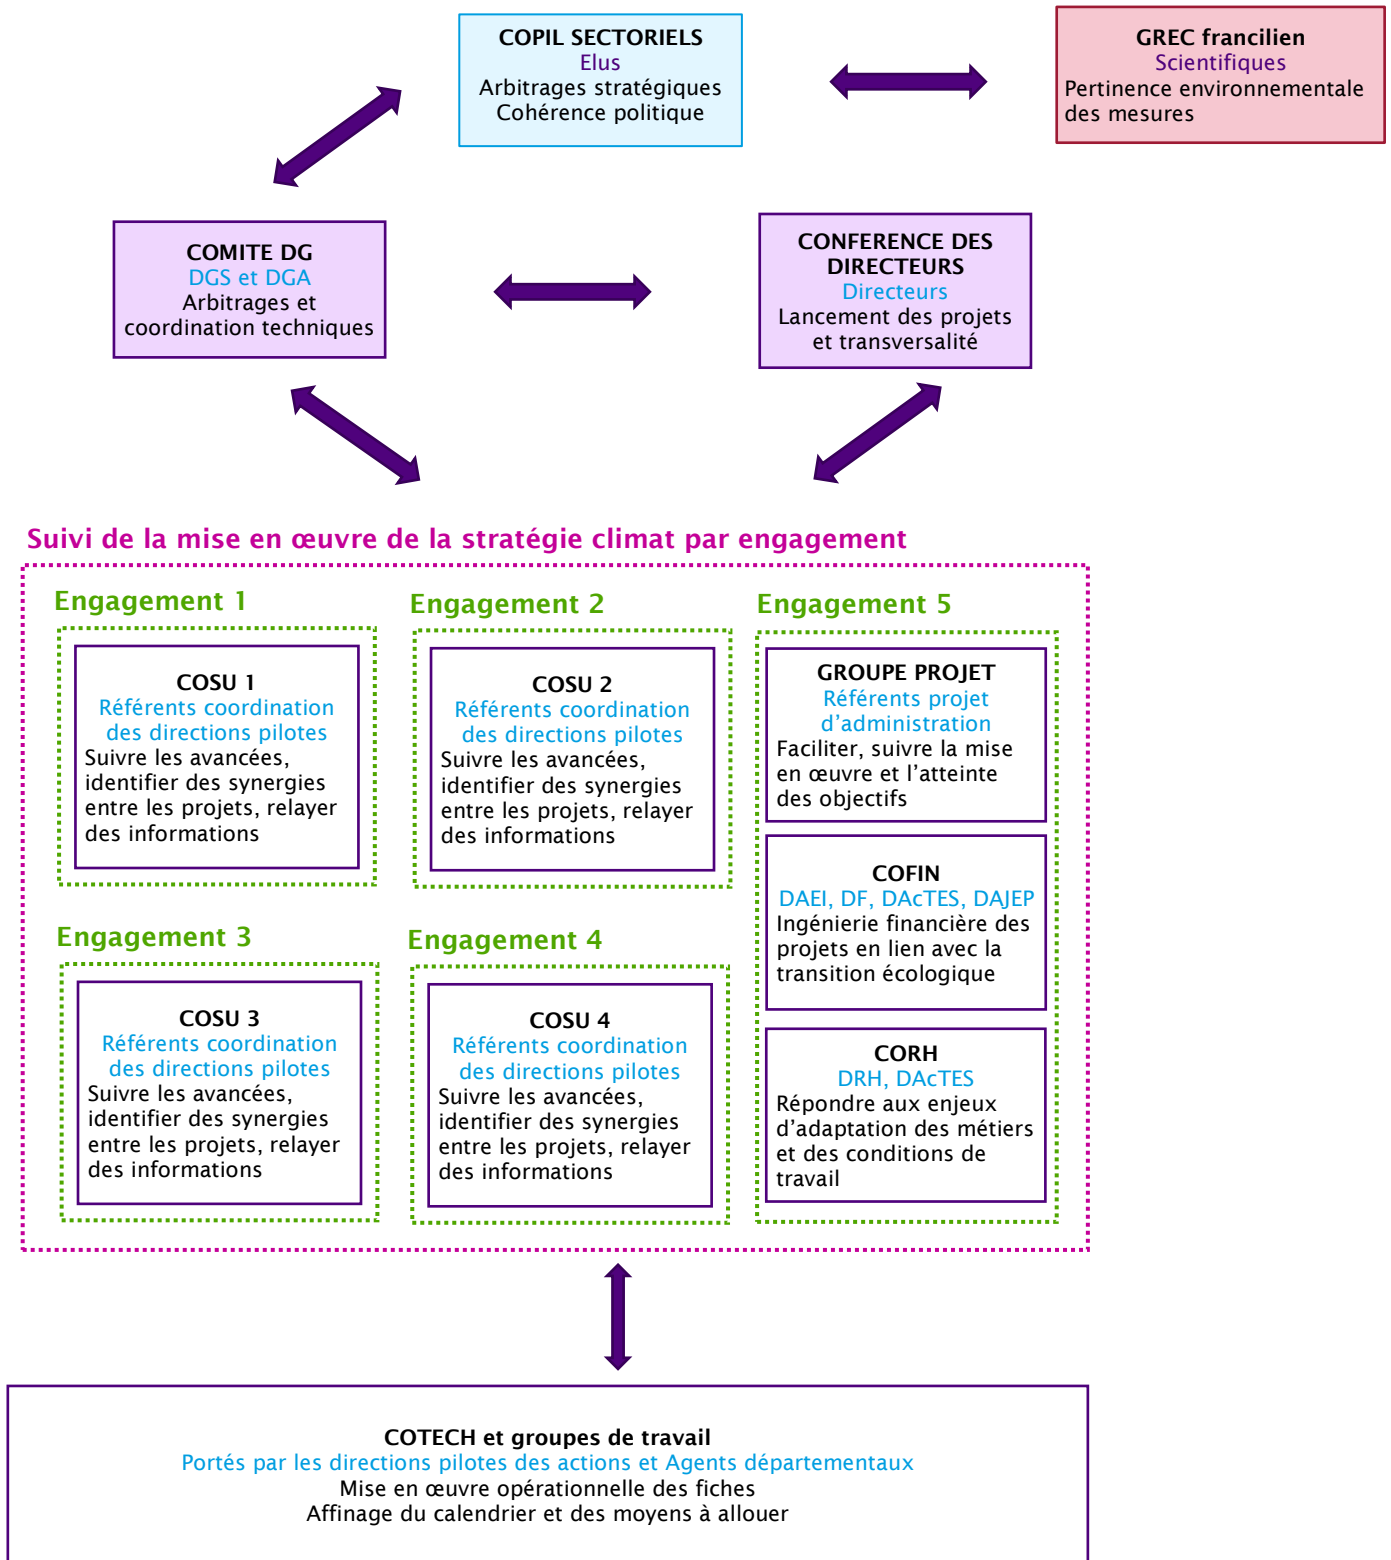 COPIL SECTORIELS
Elus
Arbitrages stratégiques
Cohérence politique
GREC francilien
Scientifiques
Pertinence environnementale
des mesures
COMITE DG
DGS et DGA
Arbitrages et
coordination techniques
CONFERENCE DES
DIRECTEURS
Directeurs
Lancement des projets
et transversalité
Suivi de la mise en œuvre de la stratégie climat par engagement
Engagement 1
COSU 1
Référents coordination
des directions pilotes
Suivre les avancées,
identifier des synergies
entre les projets, relayer
des informations
Engagement 2
COSU 2
Référents coordination
des directions pilotes
Suivre les avancées,
identifier des synergies
entre les projets, relayer
des informations
Engagement 3
COSU 3
Référents coordination
des directions pilotes
Suivre les avancées,
identifier des synergies
entre les projets, relayer
des informations
Engagement 4
COSU 4
Référents coordination
des directions pilotes
Suivre les avancées,
identifier des synergies
entre les projets, relayer
des informations
Engagement 5
GROUPE PROJET
Référents projet
d’administration
Faciliter, suivre la mise
en œuvre et l’atteinte
des objectifs
COFIN
DAEI, DF, DAcTES, DAJEP
Ingénierie financière des
projets en lien avec la
transition écologique
CORH
DRH, DAcTES
Répondre aux enjeux
d’adaptation des métiers
et des conditions de
travail
COTECH et groupes de travail
Portés par les directions pilotes des actions et Agents départementaux
Mise en œuvre opérationnelle des fiches
Affinage du calendrier et des moyens à allouer